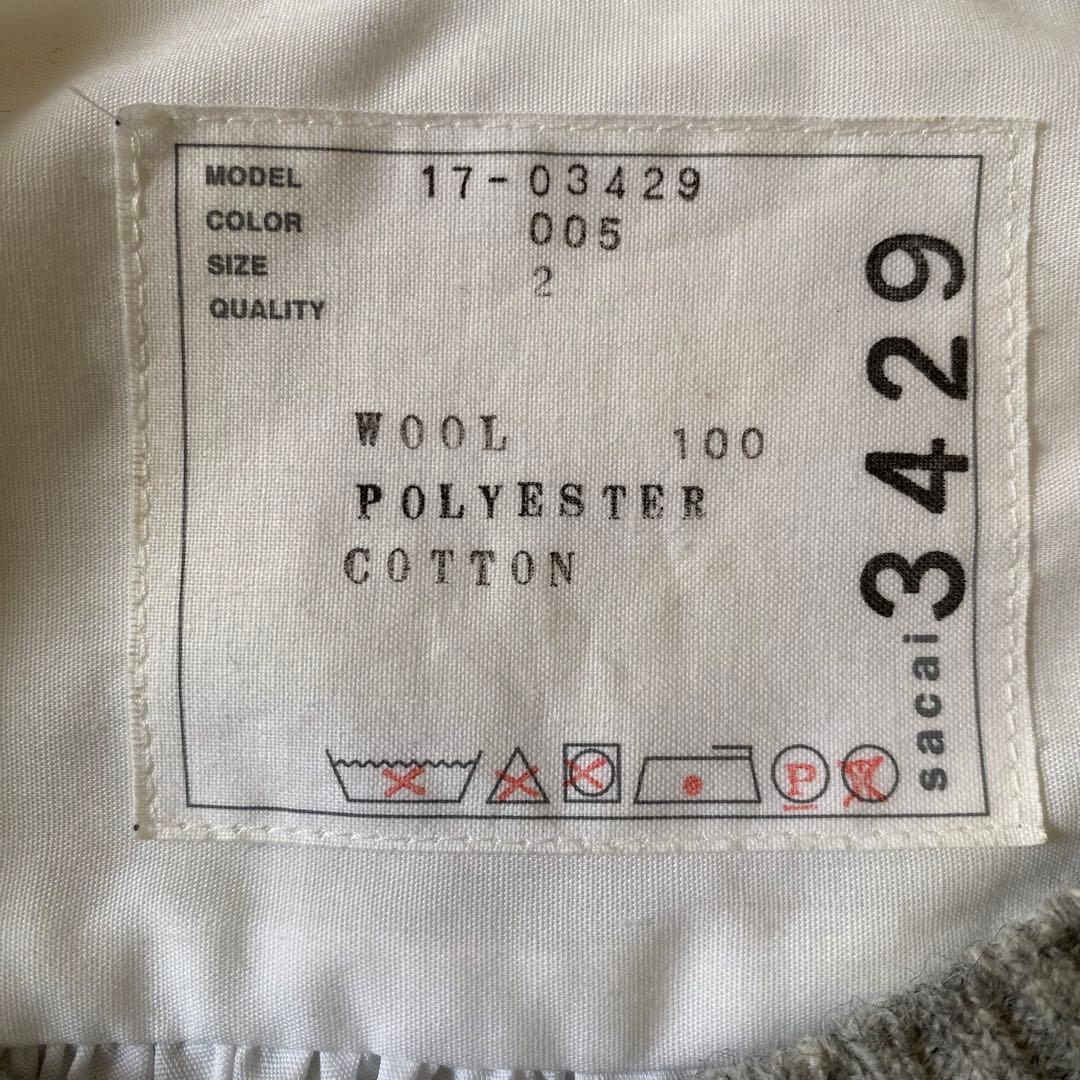 MODEL 17-03429
COLOR 005
SIZE 2
QUALITY
WOOL 100
POLYESTER
COTTON
P
sacai 3429